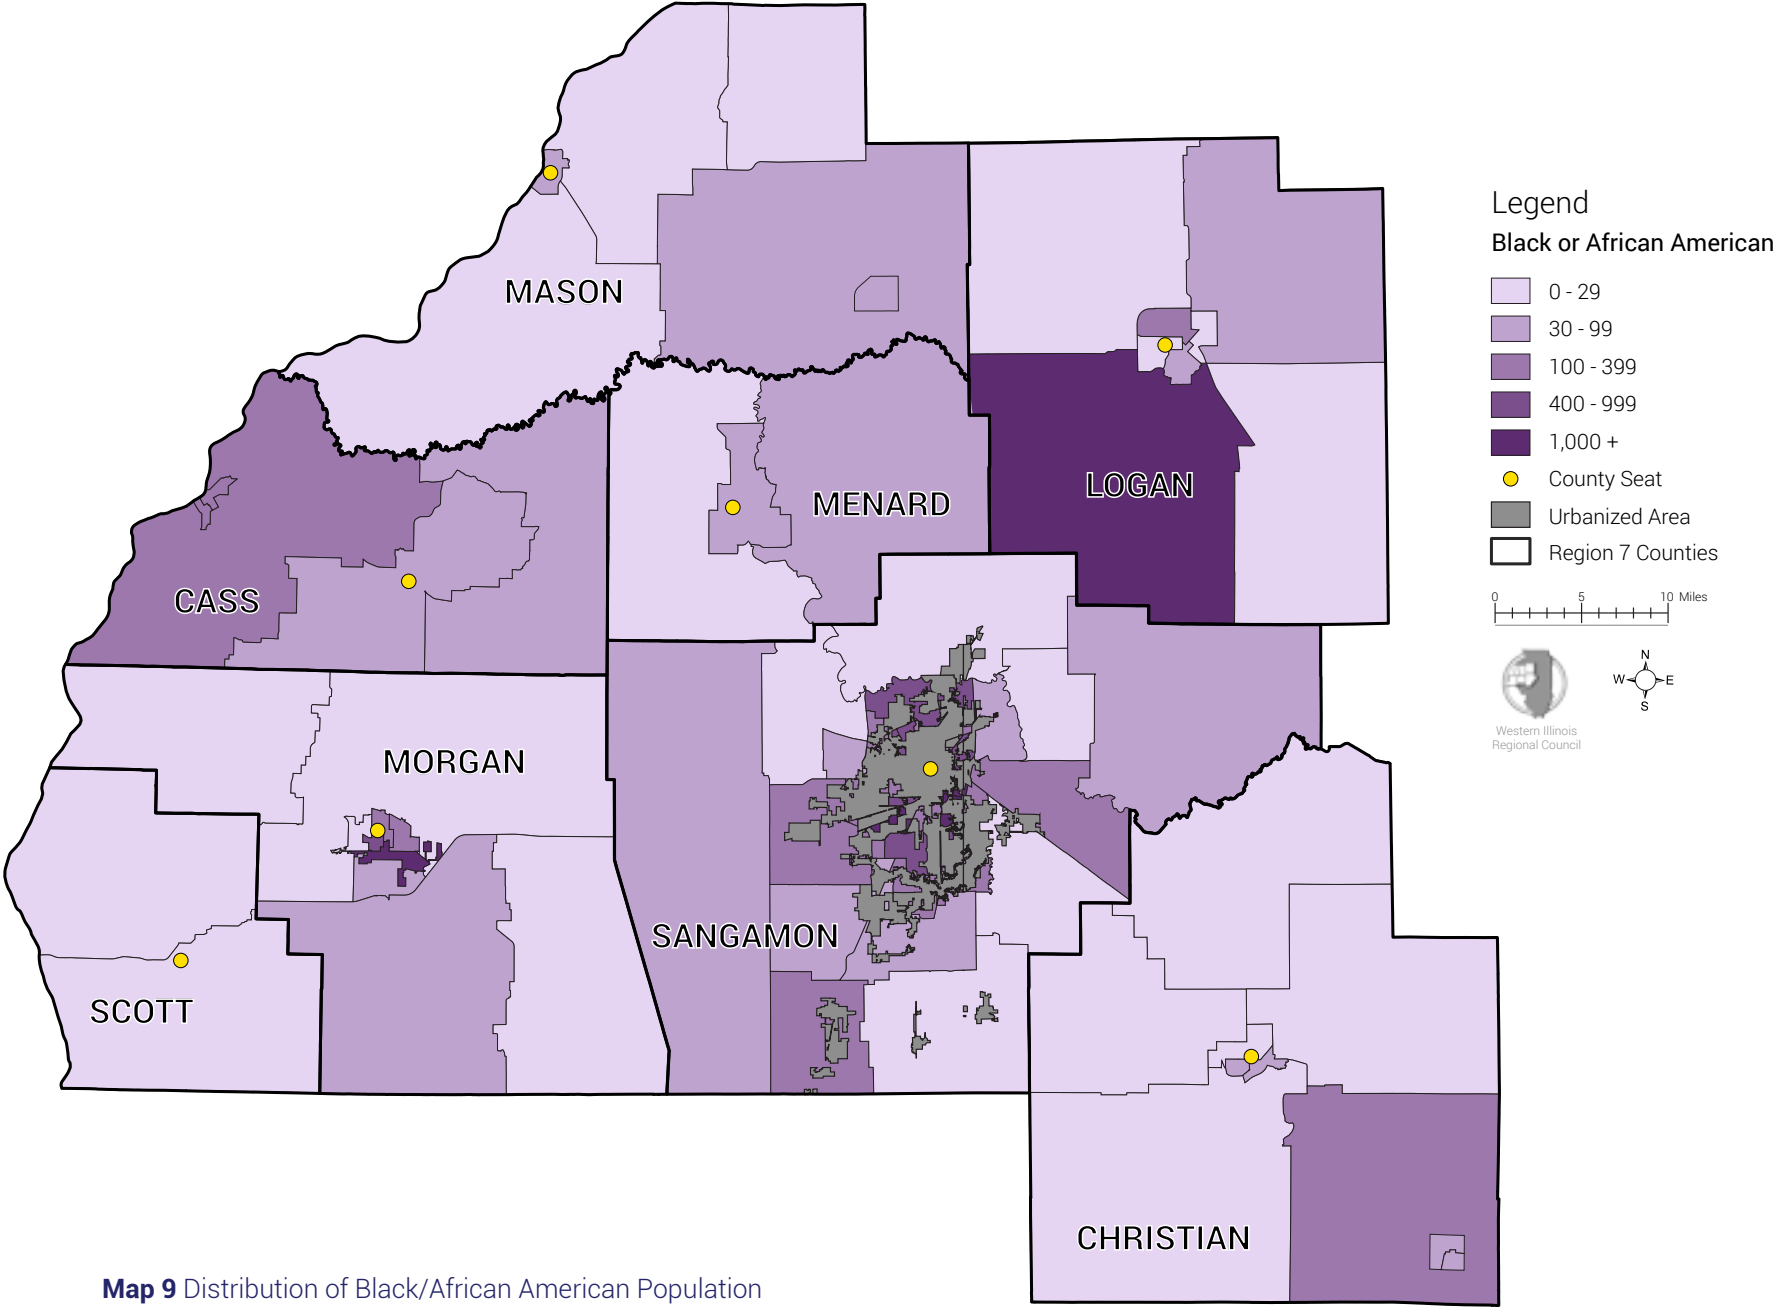 MASON
CASS
MENARD
LOGAN
MORGAN
SCOTT
SANGAMON
CHRISTIAN
Legend
Black or African American
0 - 29
30 - 99
100 - 399
400 - 999
1,000 +
County Seat
Urbanized Area
Region 7 Counties
0 5 10 Miles
Western Illinois
Regional Council
N
W E
S
Map 9 Distribution of Black/African American Population